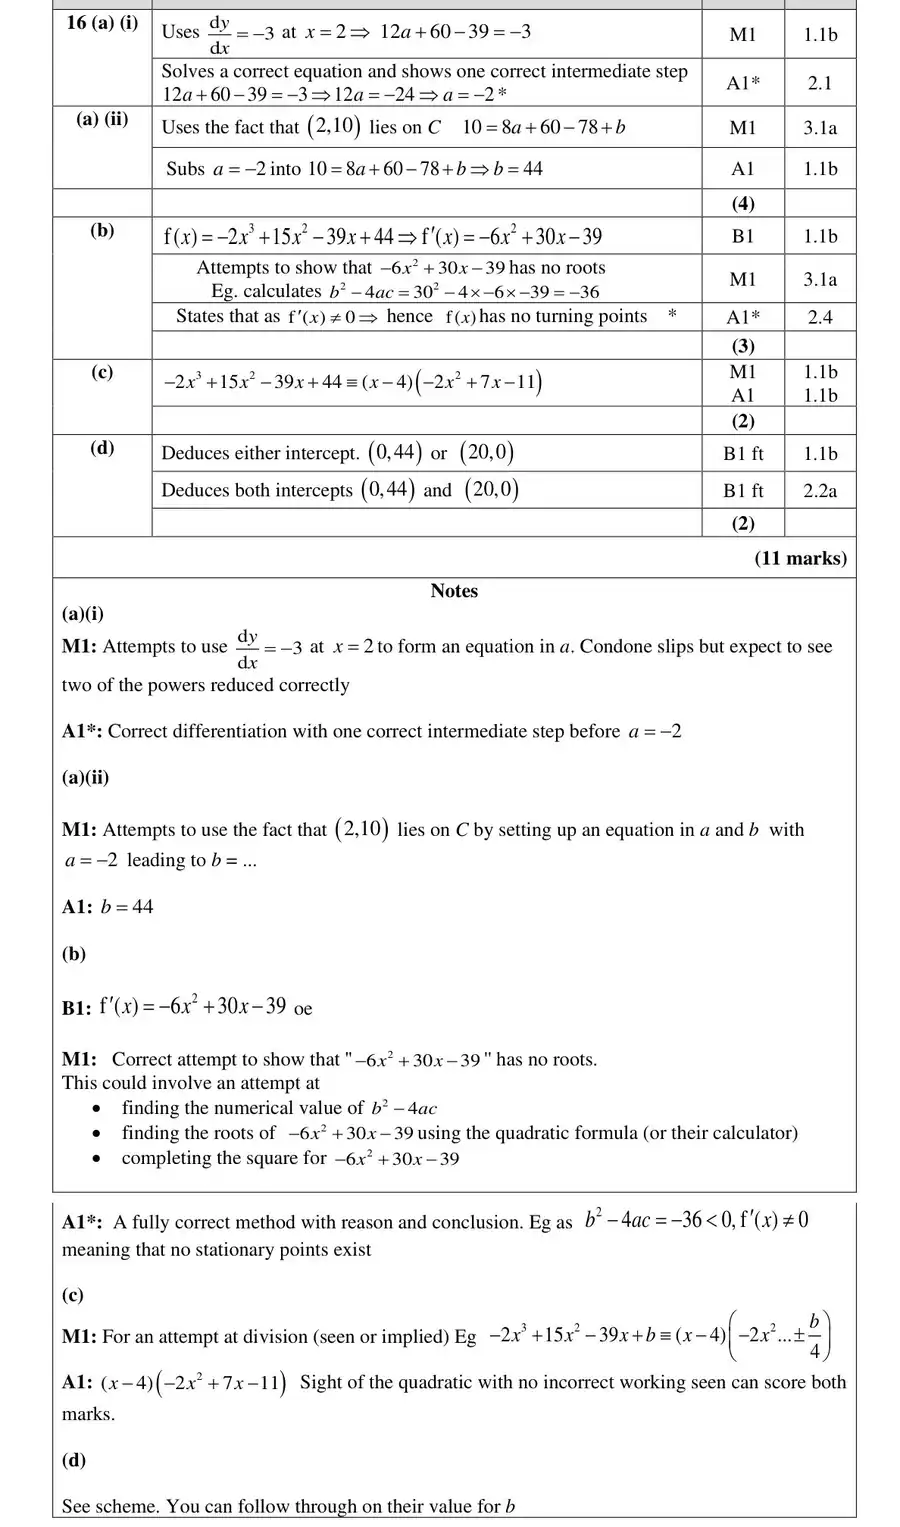 16 (a) (i) Uses dy/dx = −3 at x = 2 ⇒ 12a + 60 − 39 = −3 M1 1.1b
Solves a correct equation and shows one correct intermediate step
12a + 60 − 39 = −3 ⇒ 12a = −24 ⇒ a = −2 * A1* 2.1
(a) (ii) Uses the fact that (2,10) lies on C 10 = 8a + 60 − 78 + b M1 3.1a
Subs a = −2 into 10 = 8a + 60 − 78 + b ⇒ b = 44 A1 1.1b
(4)
(b) f(x) = −2x³ + 15x² − 39x + 44 ⇒ f′(x) = −6x² + 30x − 39 B1 1.1b
Attempts to show that −6x² + 30x − 39 has no roots
Eg. calculates b² − 4ac = 30² − 4 × −6 × −39 = −36 M1 3.1a
States that as f′(x) ≠ 0 ⇒ hence f(x) has no turning points * A1* 2.4
(3)
(c) −2x³ + 15x² − 39x + 44 ≡ (x − 4)(−2x² + 7x − 11) M1 1.1b
A1 1.1b
(2)
(d) Deduces either intercept. (0,44) or (20,0) B1 ft 1.1b
Deduces both intercepts (0,44) and (20,0) B1 ft 2.2a
(2)
(11 marks)
Notes
(a)(i)
M1: Attempts to use dy/dx = −3 at x = 2 to form an equation in a. Condone slips but expect to see
two of the powers reduced correctly
A1*: Correct differentiation with one correct intermediate step before a = −2
(a)(ii)
M1: Attempts to use the fact that (2,10) lies on C by setting up an equation in a and b with
a = −2 leading to b = ...
A1: b = 44
(b)
B1: f′(x) = −6x² + 30x − 39 oe
M1: Correct attempt to show that "−6x² + 30x − 39" has no roots.
This could involve an attempt at
• finding the numerical value of b² − 4ac
• finding the roots of −6x² + 30x − 39 using the quadratic formula (or their calculator)
• completing the square for −6x² + 30x − 39
A1*: A fully correct method with reason and conclusion. Eg as b² − 4ac = −36 < 0, f′(x) ≠ 0
meaning that no stationary points exist
(c)
M1: For an attempt at division (seen or implied) Eg −2x³ + 15x² − 39x + b ≡ (x − 4)(−2x²... ± b/4)
A1: (x − 4)(−2x² + 7x − 11) Sight of the quadratic with no incorrect working seen can score both
marks.
(d)
See scheme. You can follow through on their value for b